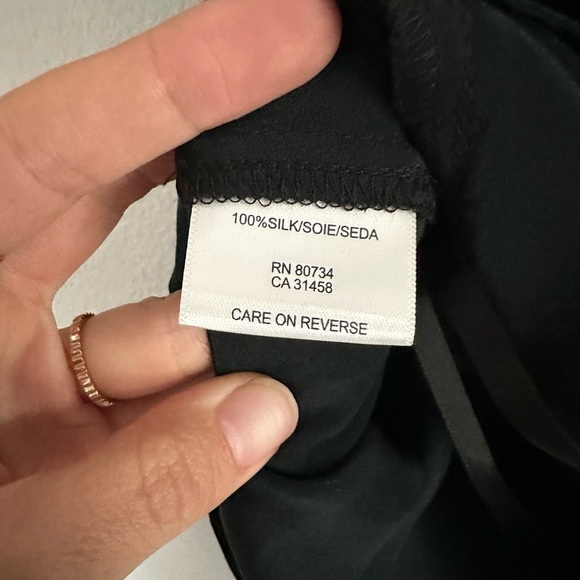 100%SILK/SOIE/SEDA
RN 80734
CA 31458
CARE ON REVERSE